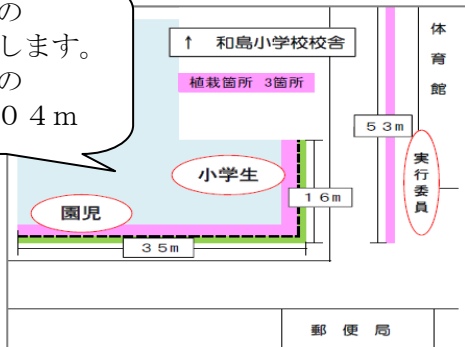 の
します。
の
０４ｍ
↑ 和島小学校校舎
植栽箇所 3箇所
体育館
53m
実行委員
小学生
16m
園児
35m
郵便局